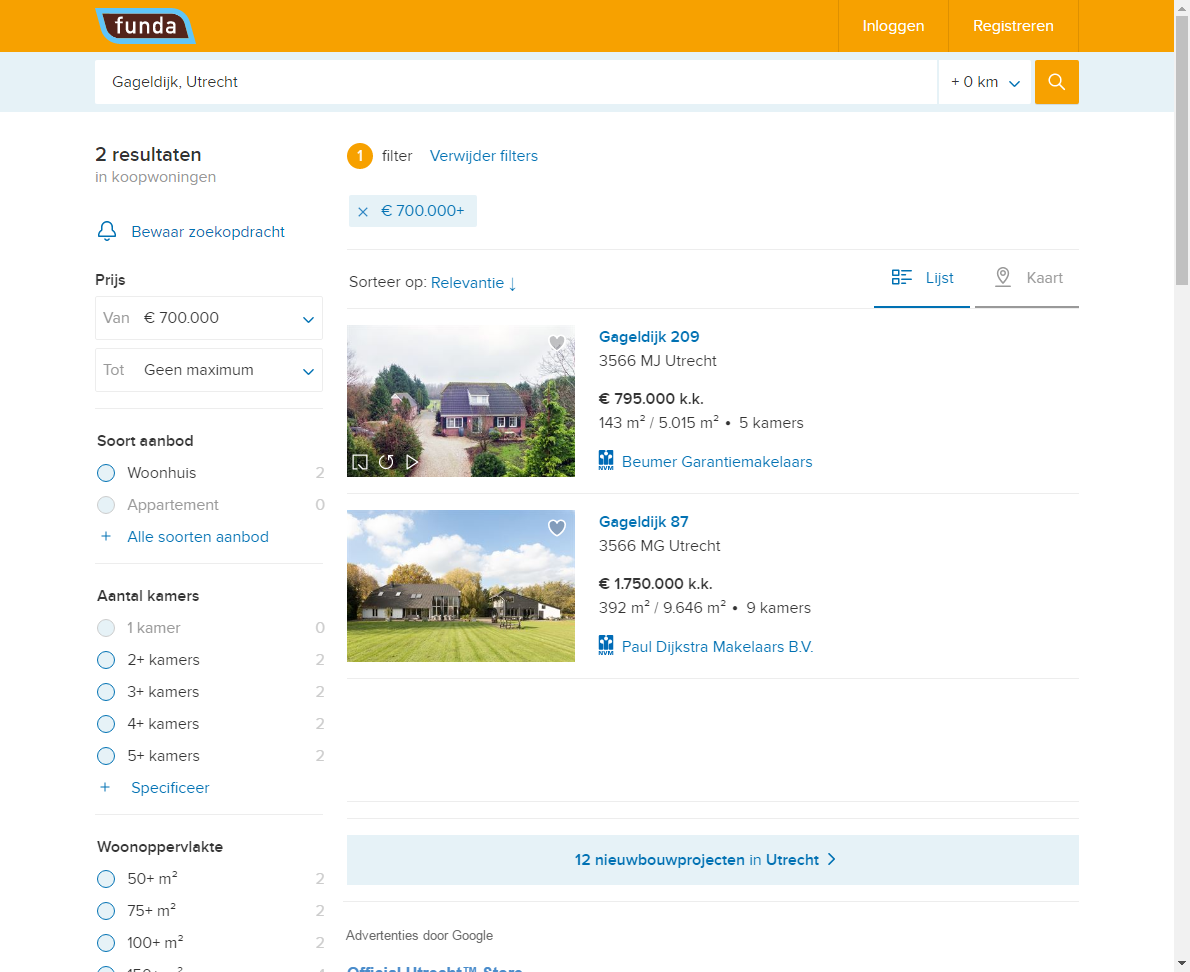 funda
Inloggen
Registreren
Gageldijk, Utrecht
+ 0 km
2 resultaten
in koopwoningen
Bewaar zoekopdracht
Prijs
Van € 700.000
Tot Geen maximum
Soort aanbod
Woonhuis 2
Appartement 0
+ Alle soorten aanbod
Aantal kamers
1 kamer 0
2+ kamers 2
3+ kamers 2
4+ kamers 2
5+ kamers 2
+ Specificeer
Woonoppervlakte
50+ m² 2
75+ m² 2
100+ m² 2
1 filter Verwijder filters
× € 700.000+
Sorteer op: Relevantie ↓
Lijst
Kaart
Gageldijk 209
3566 MJ Utrecht
€ 795.000 k.k.
143 m² / 5.015 m² • 5 kamers
NVM Beumer Garantiemakelaars
Gageldijk 87
3566 MG Utrecht
€ 1.750.000 k.k.
392 m² / 9.646 m² • 9 kamers
NVM Paul Dijkstra Makelaars B.V.
12 nieuwbouwprojecten in Utrecht
Advertenties door Google
Official Utrecht™ Store